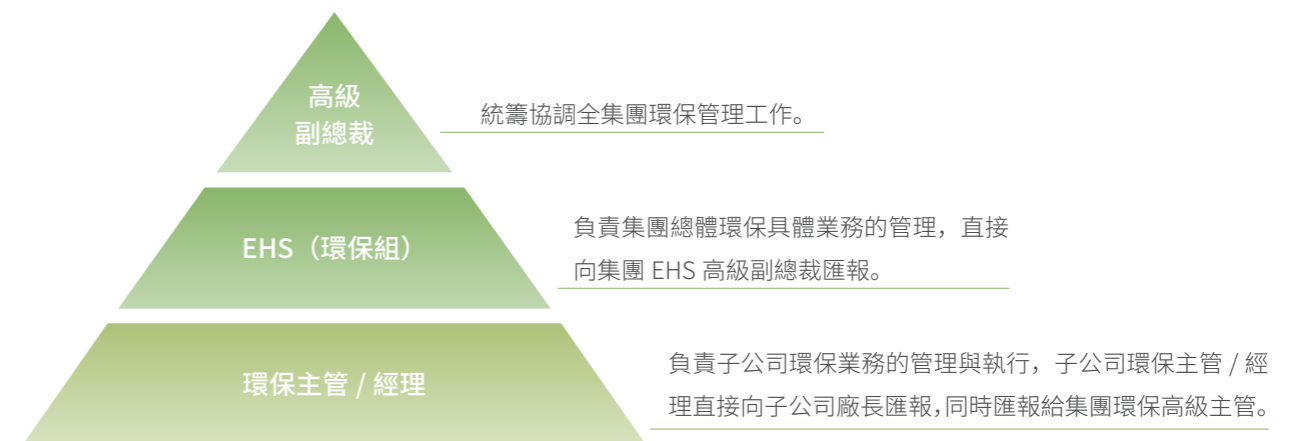 高級
副總裁
統籌協調全集團環保管理工作。
EHS（環保組）
負責集團總體環保具體業務的管理，直接
向集團 EHS 高級副總裁匯報。
環保主管 / 經理
負責子公司環保業務的管理與執行，子公司環保主管 / 經
理直接向子公司廠長匯報，同時匯報給集團環保高級主管。